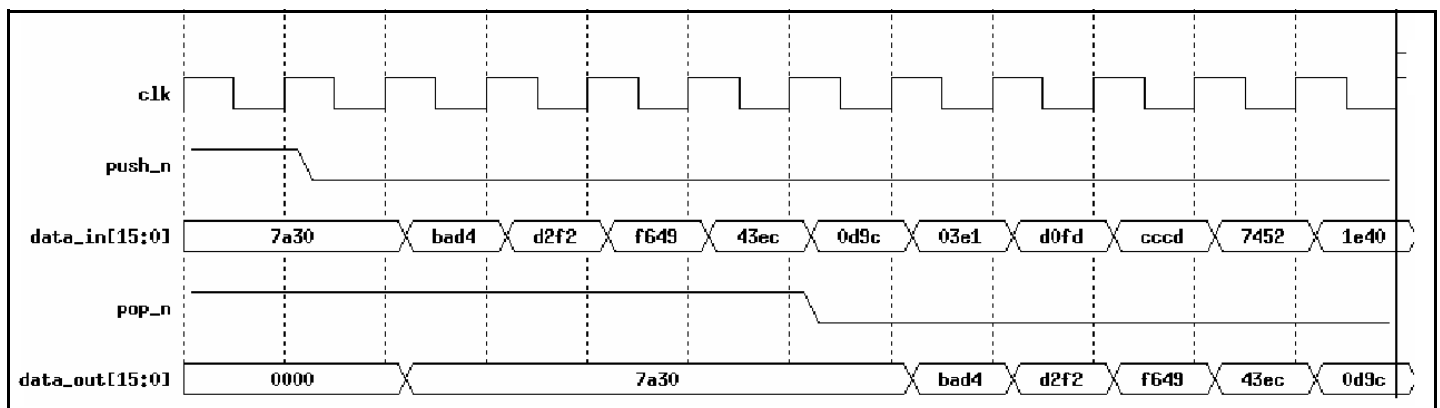 clk
push_n
data_in[15:0] 7a30 bad4 d2f2 f649 43ec 0d9c 03e1 d0fd cccd 7452 1e40
pop_n
data_out[15:0] 0000 7a30 bad4 d2f2 f649 43ec 0d9c